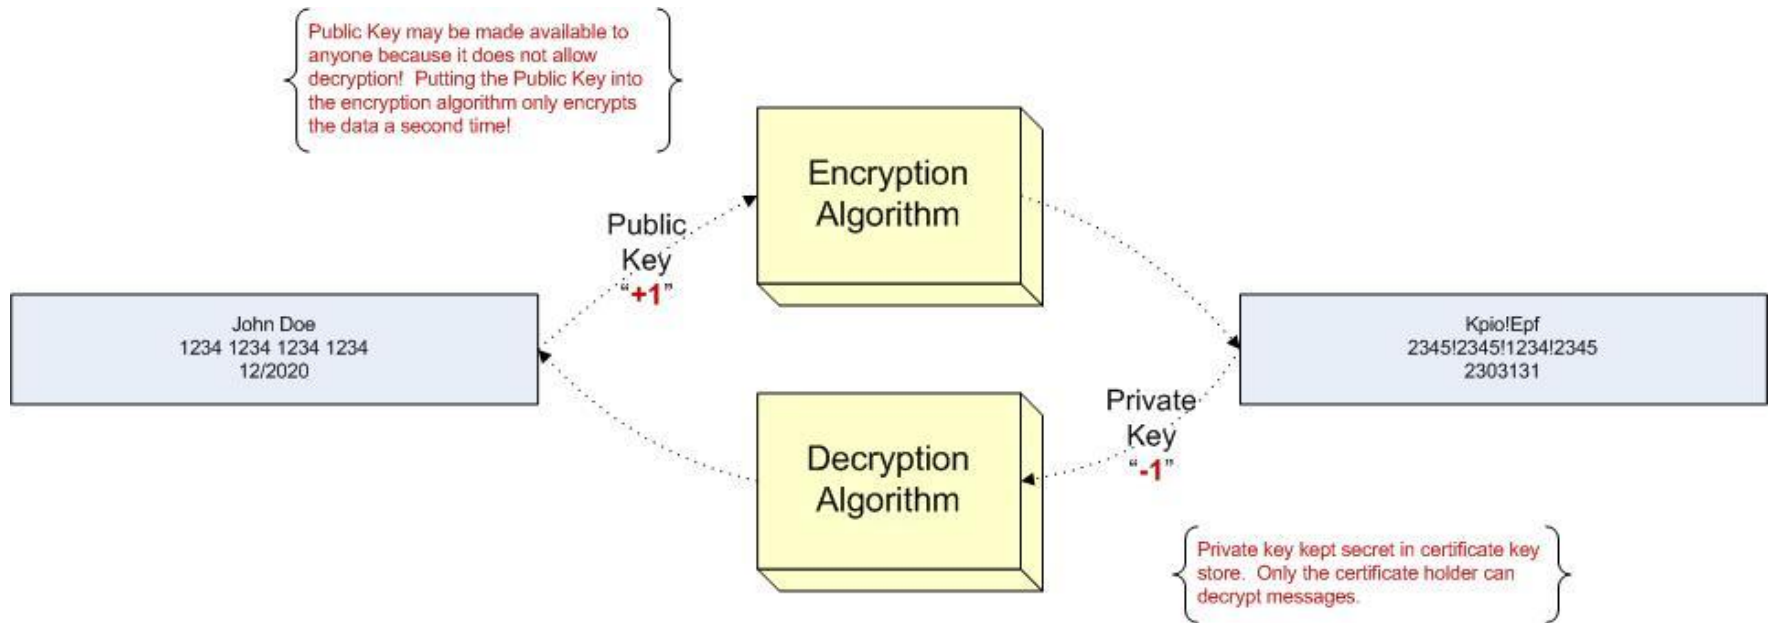 Public Key may be made available to
anyone because it does not allow
decryption!  Putting the Public Key into
the encryption algorithm only encrypts
the data a second time!
Encryption
Algorithm
Public
Key
“+1”
John Doe
1234 1234 1234 1234
12/2020
Kpio!Epf
2345!2345!1234!2345
2303131
Decryption
Algorithm
Private
Key
“-1”
Private key kept secret in certificate key
store.  Only the certificate holder can
decrypt messages.